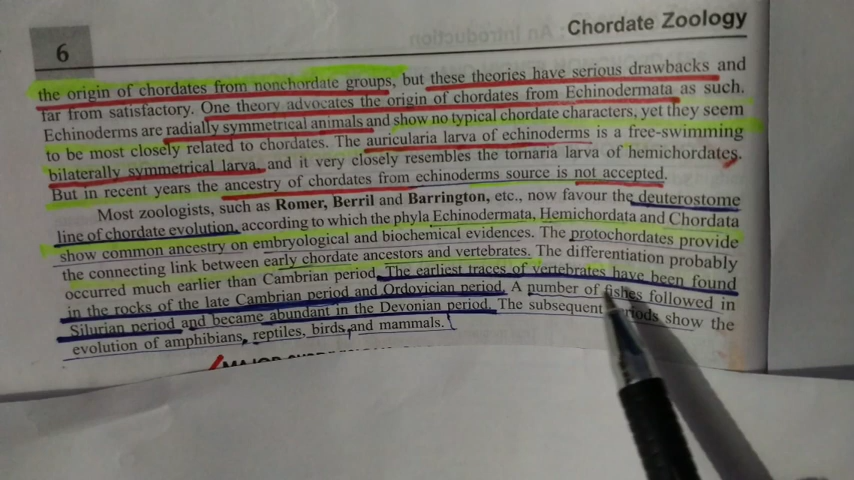 Chordate Zoology
6
the origin of chordates from nonchordate groups, but these theories have serious drawbacks and
far from satisfactory. One theory advocates the origin of chordates from Echinodermata as such.
Echinoderms are radially symmetrical animals and show no typical chordate characters, yet they seem
to be most closely related to chordates. The auricularia larva of echinoderms is a free-swimming
bilaterally symmetrical larva, and it very closely resembles the tornaria larva of hemichordates.
But in recent years the ancestry of chordates from echinoderms source is not accepted.
Most zoologists, such as Romer, Berril and Barrington, etc., now favour the deuterostome
line of chordate evolution, according to which the phyla Echinodermata, Hemichordata and Chordata
show common ancestry on embryological and biochemical evidences. The protochordates provide
the connecting link between early chordate ancestors and vertebrates. The differentiation probably
occurred much earlier than Cambrian period. The earliest traces of vertebrates have been found
in the rocks of the late Cambrian period and Ordovician period. A number of fishes followed in
Silurian period and became abundant in the Devonian period. The subsequent show the
evolution of amphibians, reptiles, birds and mammals.